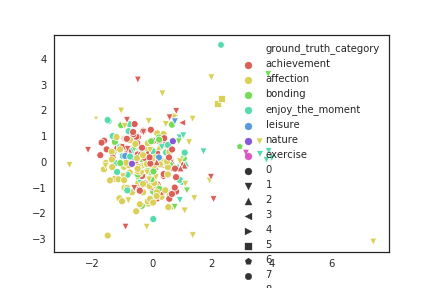 4
3
2
1
0
−1
−2
−3
−2
0
2
4
6
ground_truth_category
achievement
affection
bonding
enjoy_the_moment
leisure
nature
exercise
0
1
2
3
4
5
6
7